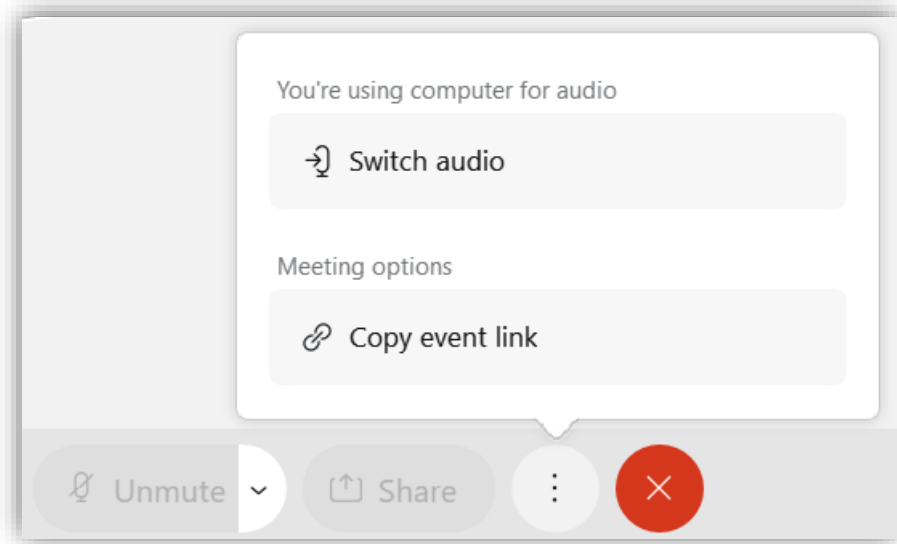 You're using computer for audio
Switch audio
Meeting options
Copy event link
Unmute Share